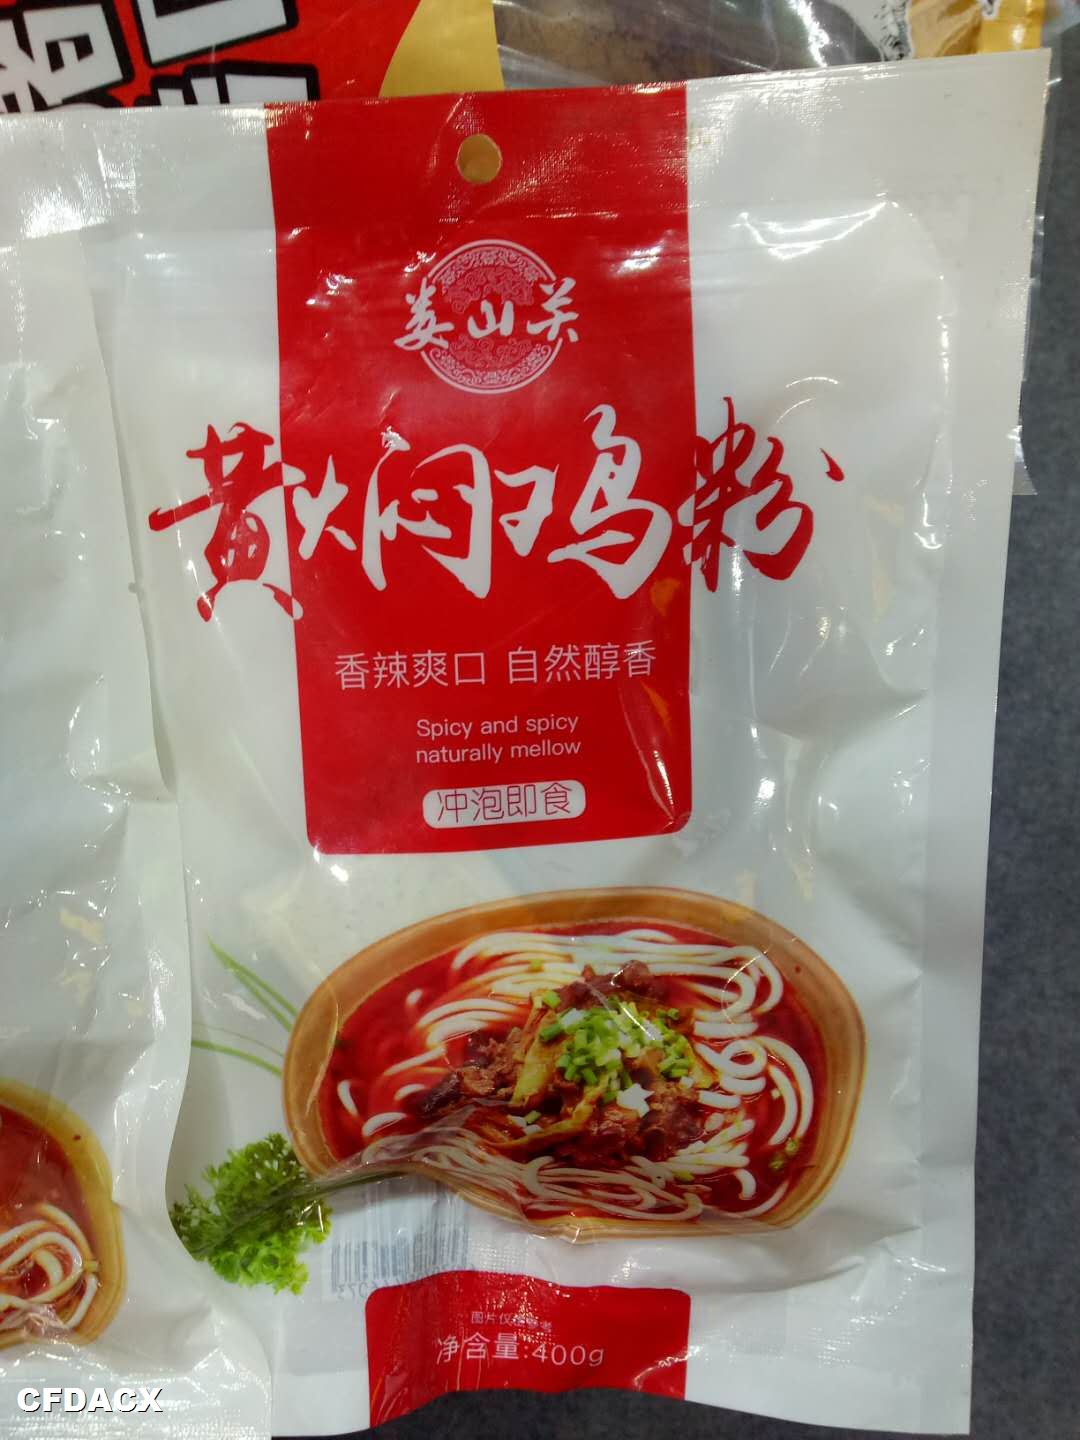 娄山关
黄焖鸡粉
香辣爽口 自然醇香
Spicy and spicy
naturally mellow
冲泡即食
图片仅供参考
净含量:400g
CFDACX